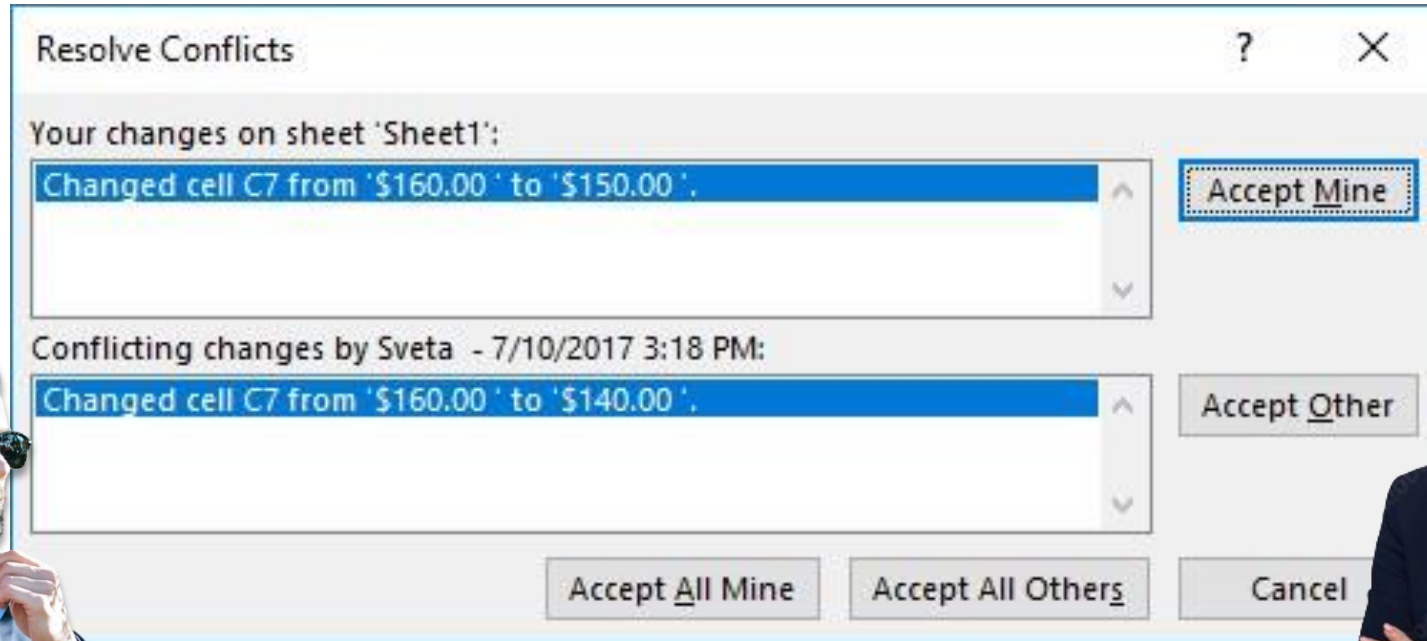 Resolve Conflicts
?
Your changes on sheet 'Sheet1':
Changed cell C7 from '$160.00 ' to '$150.00 '.
Accept Mine
Conflicting changes by Sveta - 7/10/2017 3:18 PM:
Changed cell C7 from '$160.00 ' to '$140.00 '.
Accept Other
Accept All Mine
Accept All Others
Cancel